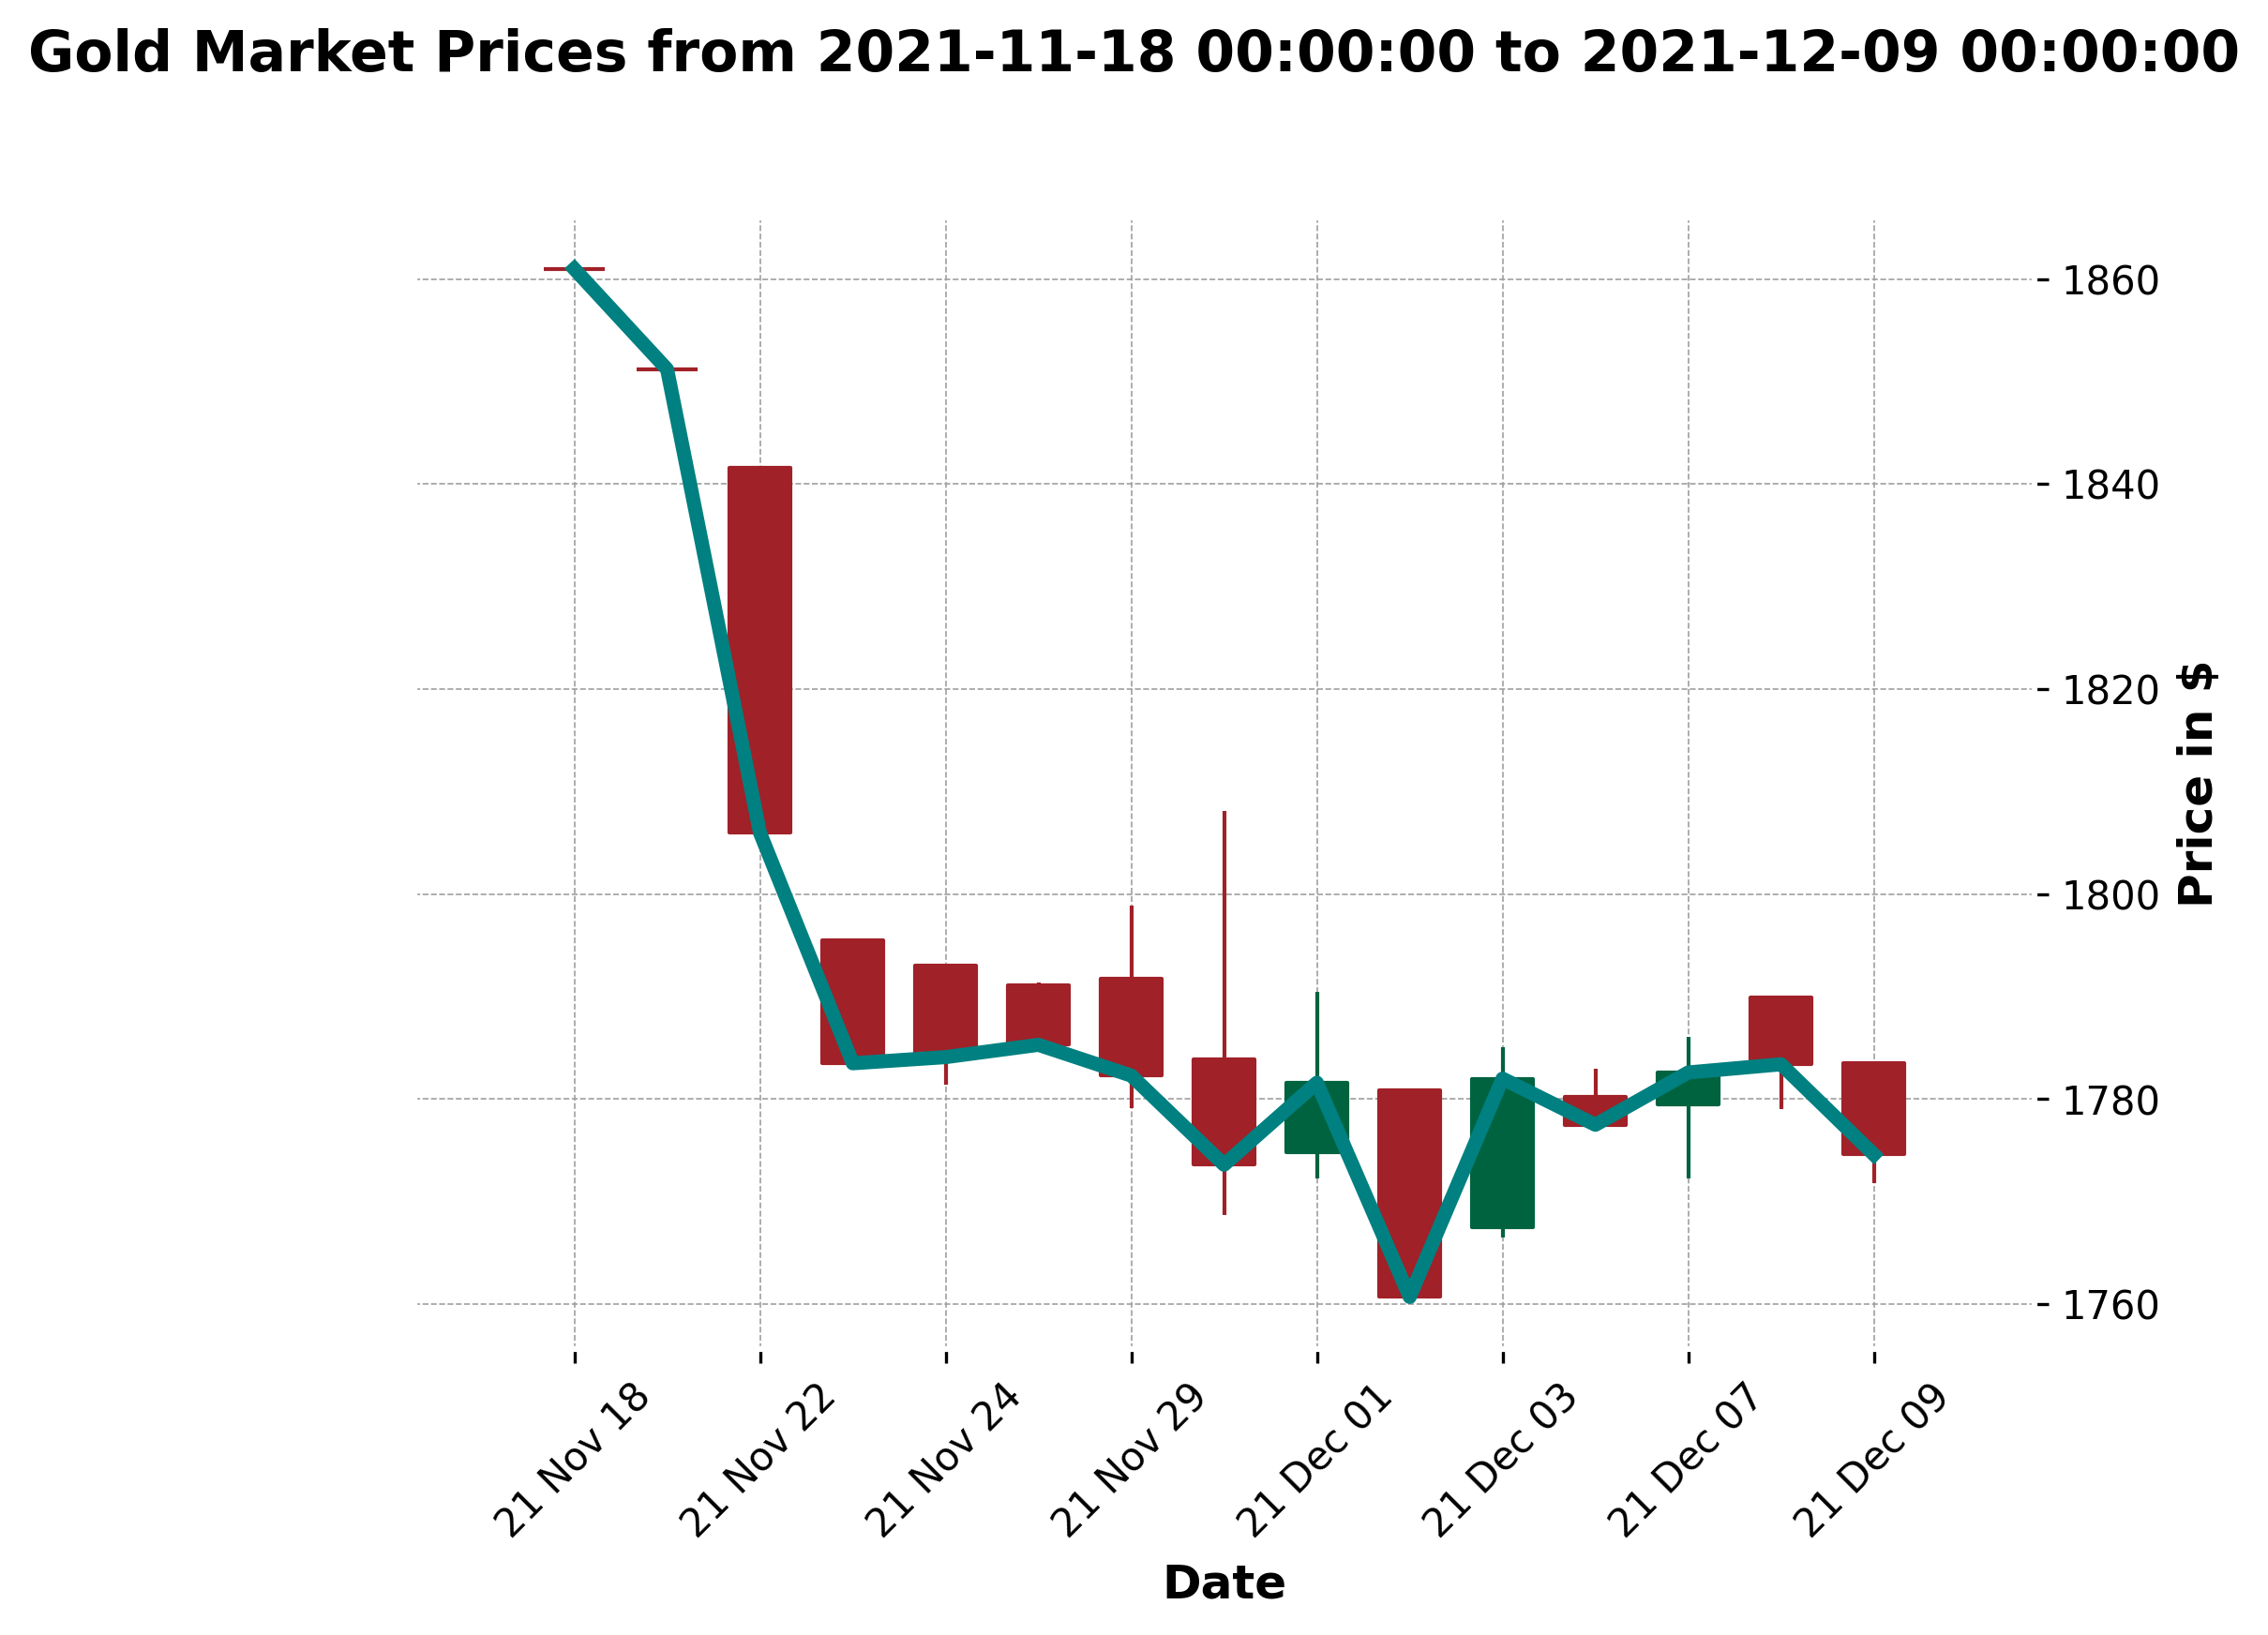 Gold Market Prices from 2021-11-18 00:00:00 to 2021-12-09 00:00:00
1860
1840
1820
1800
1780
1760
Price in $
21 Nov 18
21 Nov 22
21 Nov 24
21 Nov 29
21 Dec 01
21 Dec 03
21 Dec 07
21 Dec 09
Date